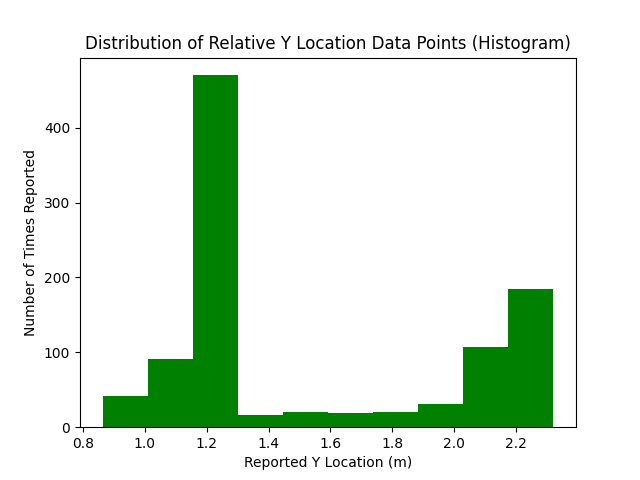 Distribution of Relative Y Location Data Points (Histogram)
Number of Times Reported
400
300
200
100
0
0.8 1.0 1.2 1.4 1.6 1.8 2.0 2.2
Reported Y Location (m)